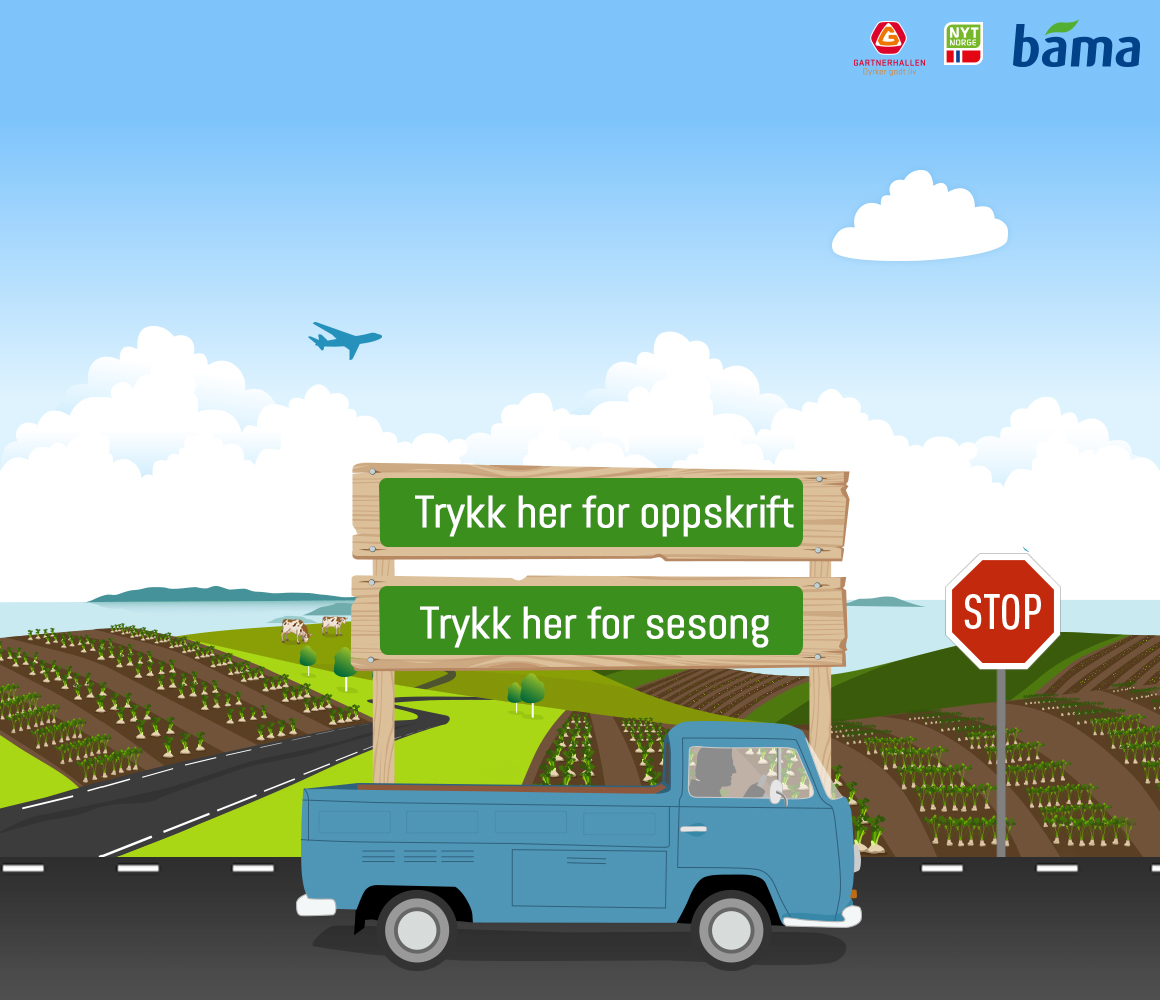 GARTNERHALLEN
Dyrker godt liv
NYT
NORGE
bama
Trykk her for oppskrift
Trykk her for sesong
STOP